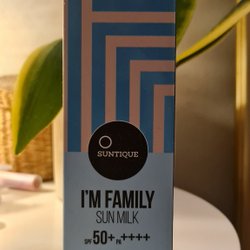 SUNTIQUE
I'M FAMILY
SUN MILK
SPF 50+ PA ++++